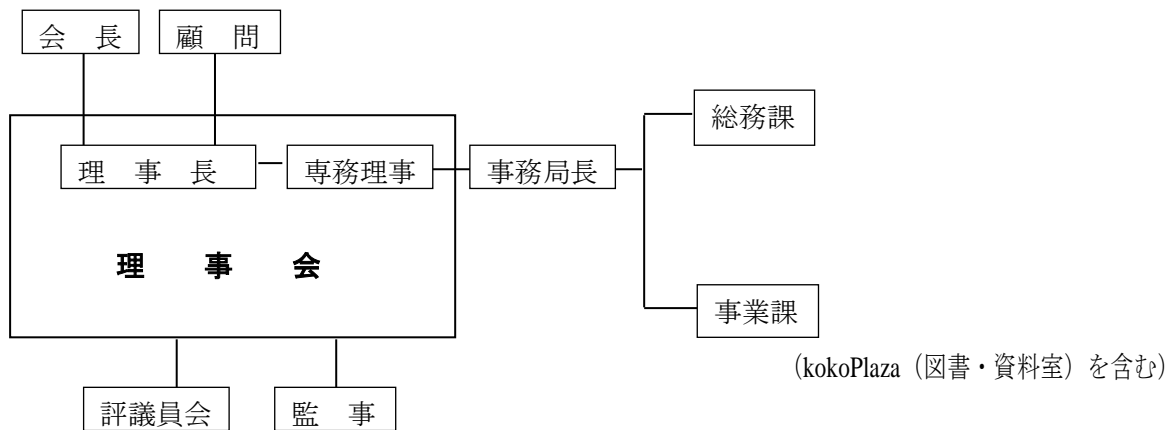 会 長
顧 問
総務課
理 事 長
専務理事
事務局長
理 事 会
事業課
(kokoPlaza（図書・資料室）を含む)
評議員会
監 事